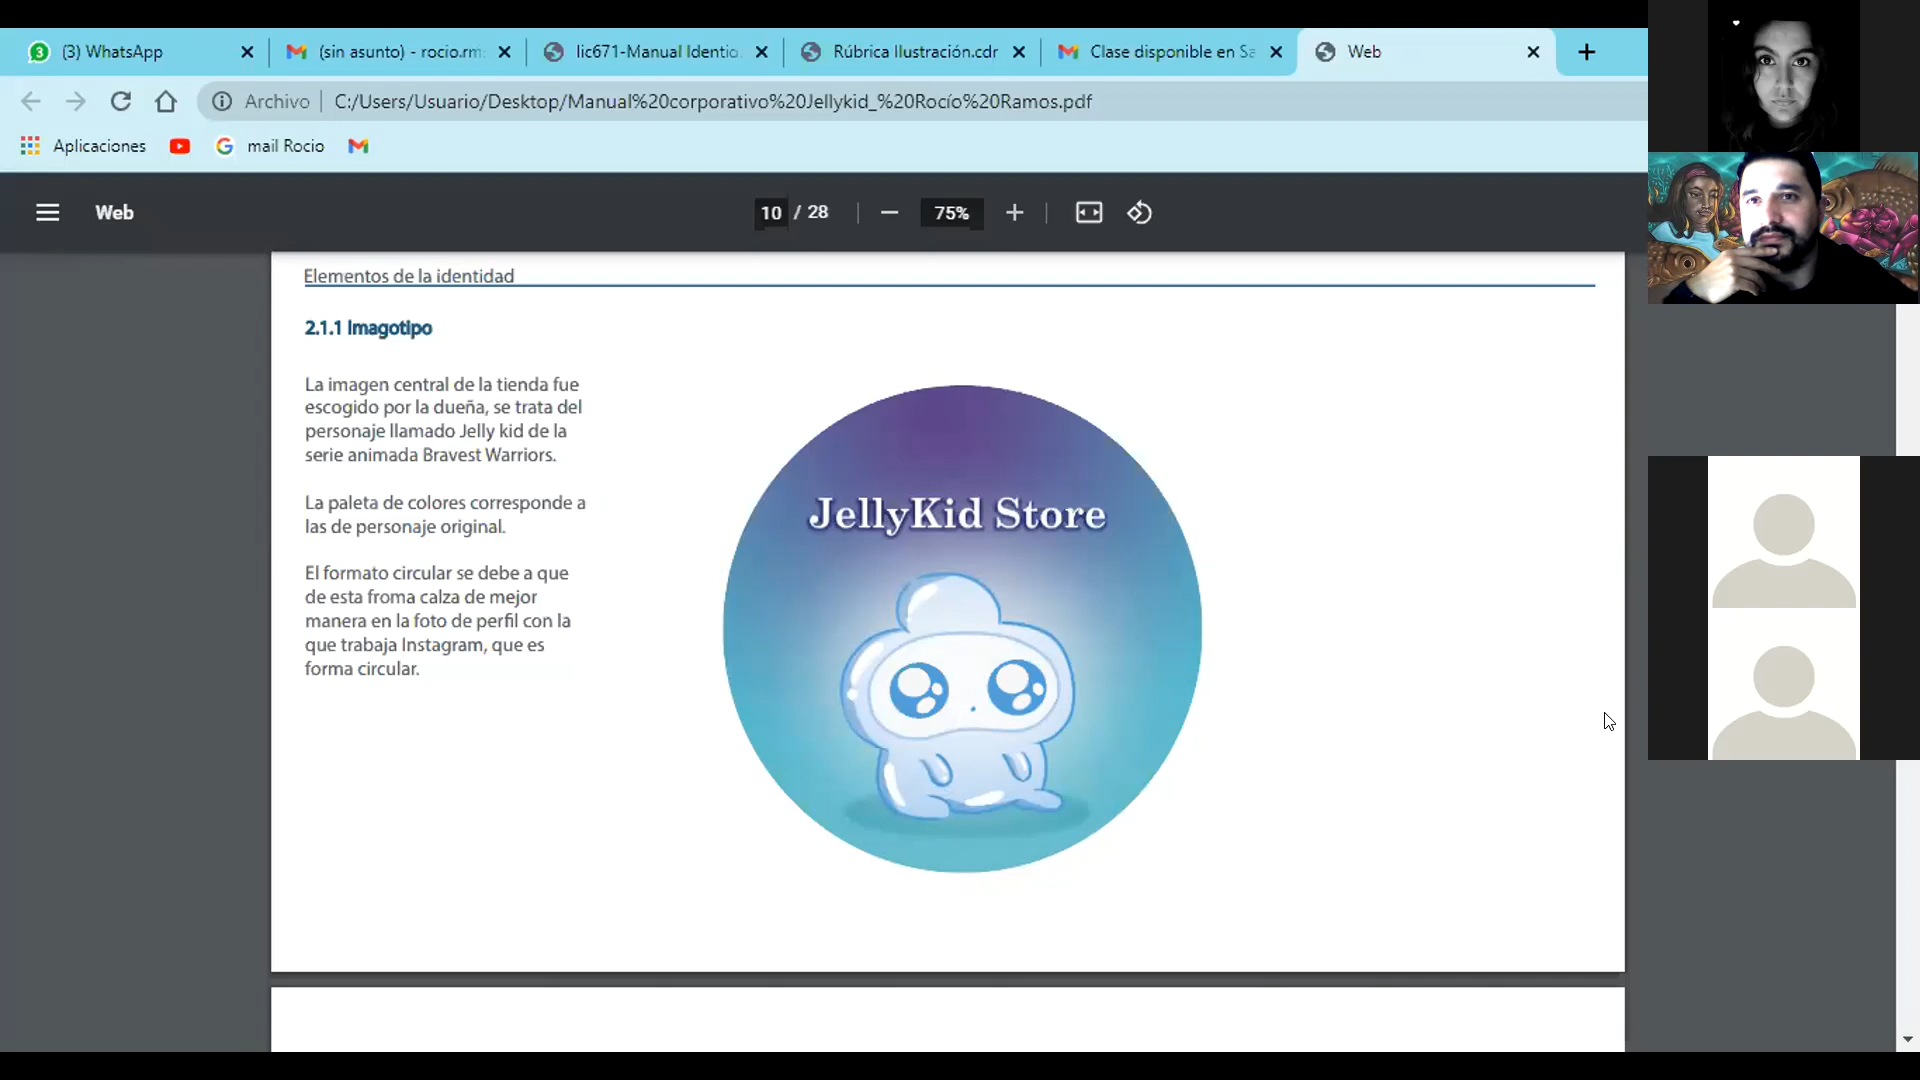 3 (3) WhatsApp
(sin asunto) - rocio.rm
lic671-Manual Identio
Rúbrica Ilustración.cdr
Clase disponible en Sa
Web
Archivo
C:/Users/Usuario/Desktop/Manual%20corporativo%20Jellykid_%20Rocío%20Ramos.pdf
Aplicaciones
mail Rocio
Web
10 / 28
75%
Elementos de la identidad
2.1.1 Imagotipo
La imagen central de la tienda fue
escogido por la dueña, se trata del
personaje llamado Jelly kid de la
serie animada Bravest Warriors.
La paleta de colores corresponde a
las de personaje original.
El formato circular se debe a que
de esta froma calza de mejor
manera en la foto de perfil con la
que trabaja Instagram, que es
forma circular.
JellyKid Store